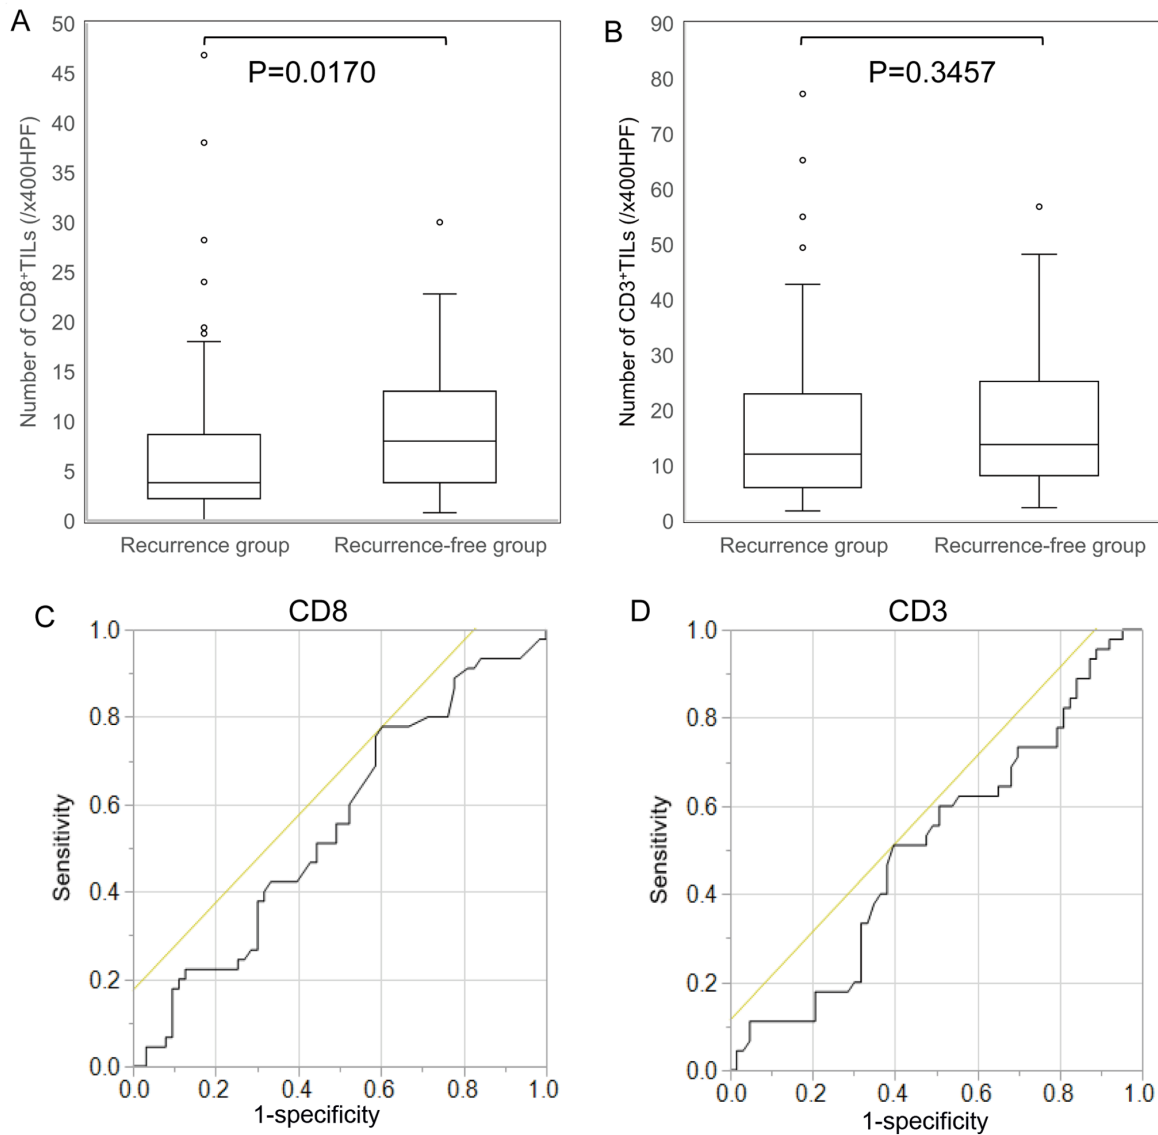 A
50
45
40
35
30
25
20
15
10
5
0
Number of CD8⁺TILs (/x400HPF)
P=0.0170
Recurrence group
Recurrence-free group
B
90
80
70
60
50
40
30
20
10
0
Number of CD3⁺TILs (/x400HPF)
P=0.3457
Recurrence group
Recurrence-free group
C
CD8
1.0
0.8
0.6
0.4
0.2
0.0
Sensitivity
0.0 0.2 0.4 0.6 0.8 1.0
1-specificity
D
CD3
1.0
0.8
0.6
0.4
0.2
0.0
Sensitivity
0.0 0.2 0.4 0.6 0.8 1.0
1-specificity